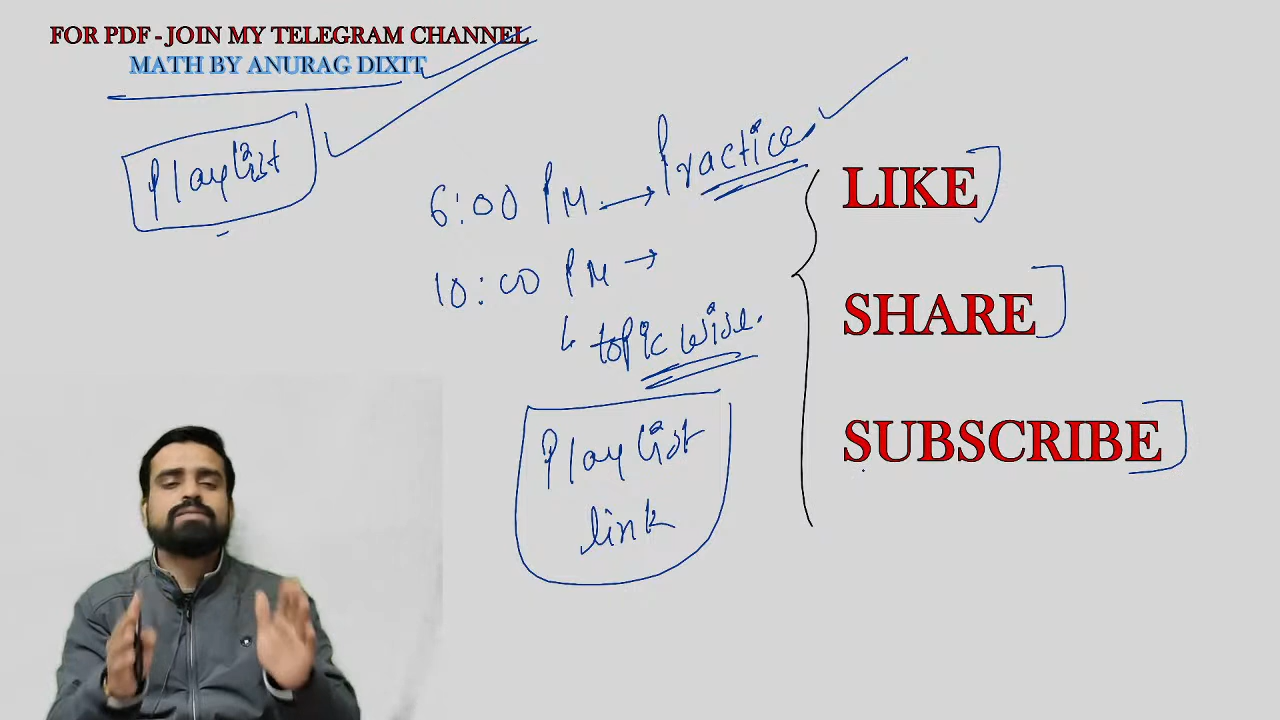 FOR PDF - JOIN MY TELEGRAM CHANNEL
MATH BY ANURAG DIXIT
Playlist
6:00 PM → Practice
10:00 PM →
↳ topic wise.
Playlist
link
LIKE
SHARE
SUBSCRIBE